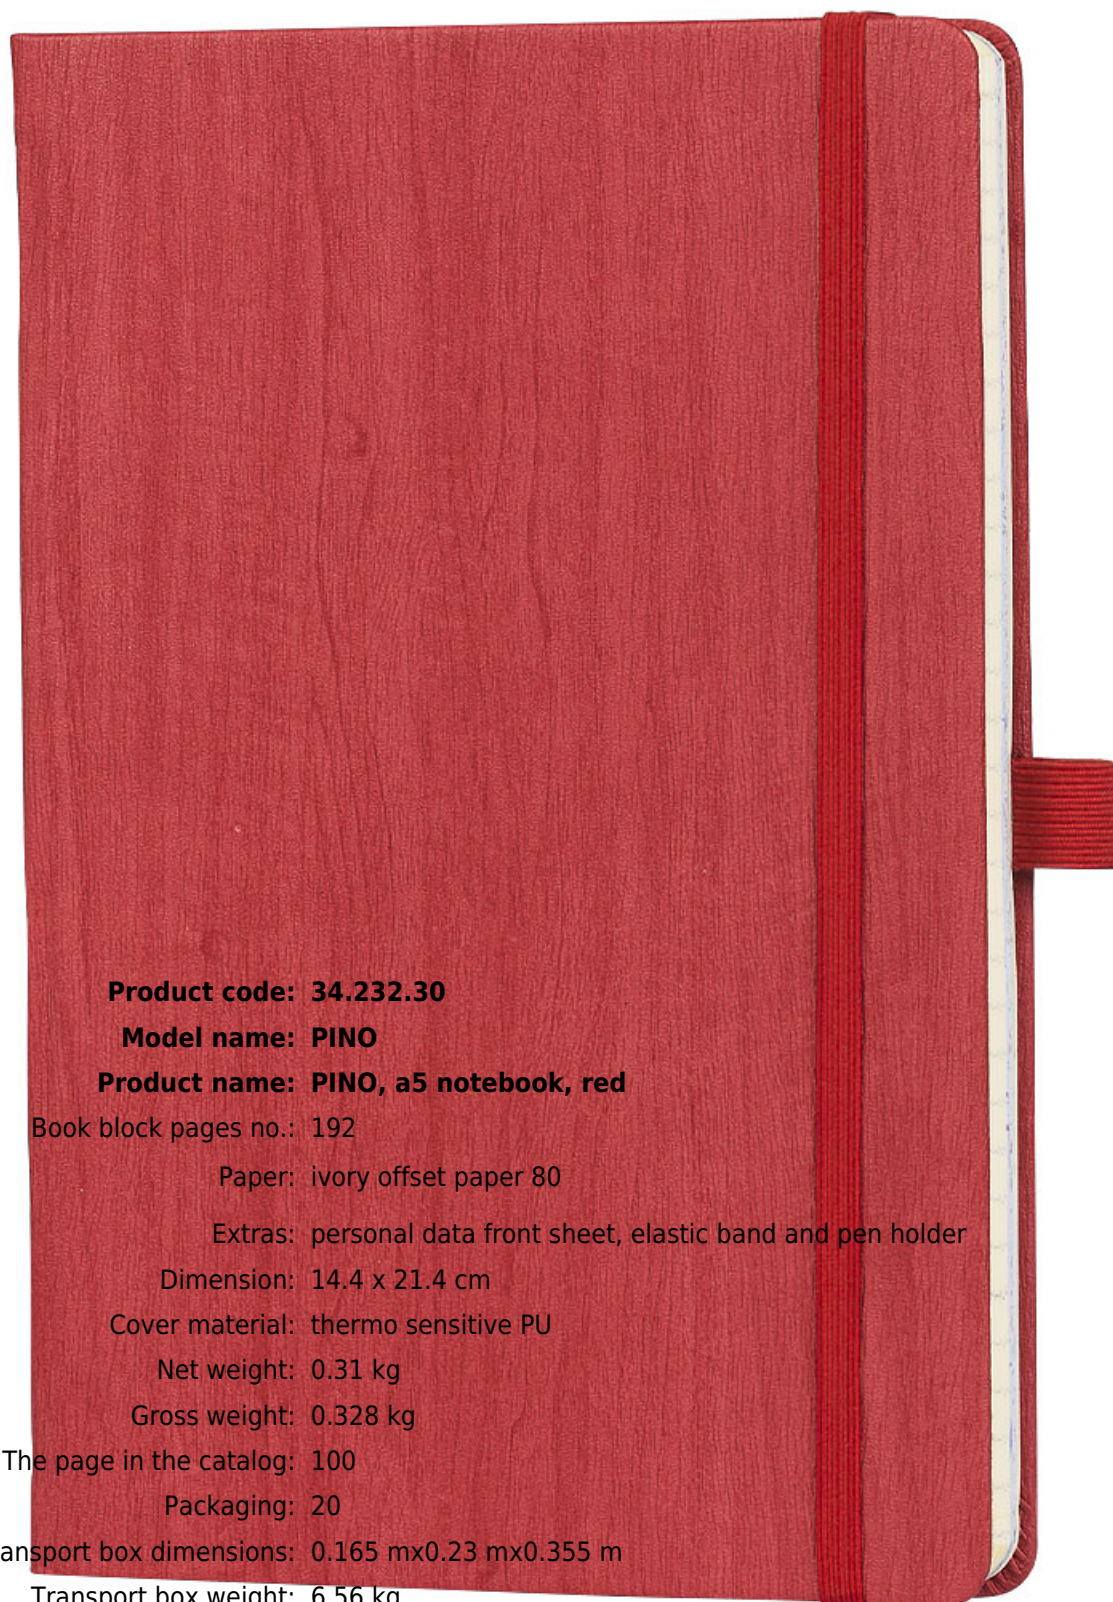 Product code: 34.232.30
Model name: PINO
Product name: PINO, a5 notebook, red
Book block pages no.: 192
Paper: ivory offset paper 80
Extras: personal data front sheet, elastic band and pen holder
Dimension: 14.4 x 21.4 cm
Cover material: thermo sensitive PU
Net weight: 0.31 kg
Gross weight: 0.328 kg
The page in the catalog: 100
Packaging: 20
ansport box dimensions: 0.165 mx0.23 mx0.355 m
Transport box weight: 6.56 kg